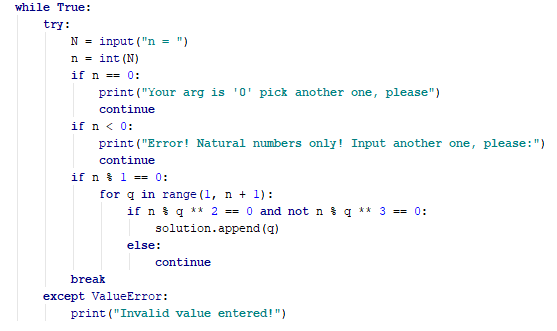 while True:
    try:
        N = input("n = ")
        n = int(N)
        if n == 0:
            print("Your arg is '0' pick another one, please")
            continue
        if n < 0:
            print("Error! Natural numbers only! Input another one, please:")
            continue
        if n % 1 == 0:
            for q in range(1, n + 1):
                if n % q ** 2 == 0 and not n % q ** 3 == 0:
                    solution.append(q)
                else:
                    continue
        break
    except ValueError:
        print("Invalid value entered!")